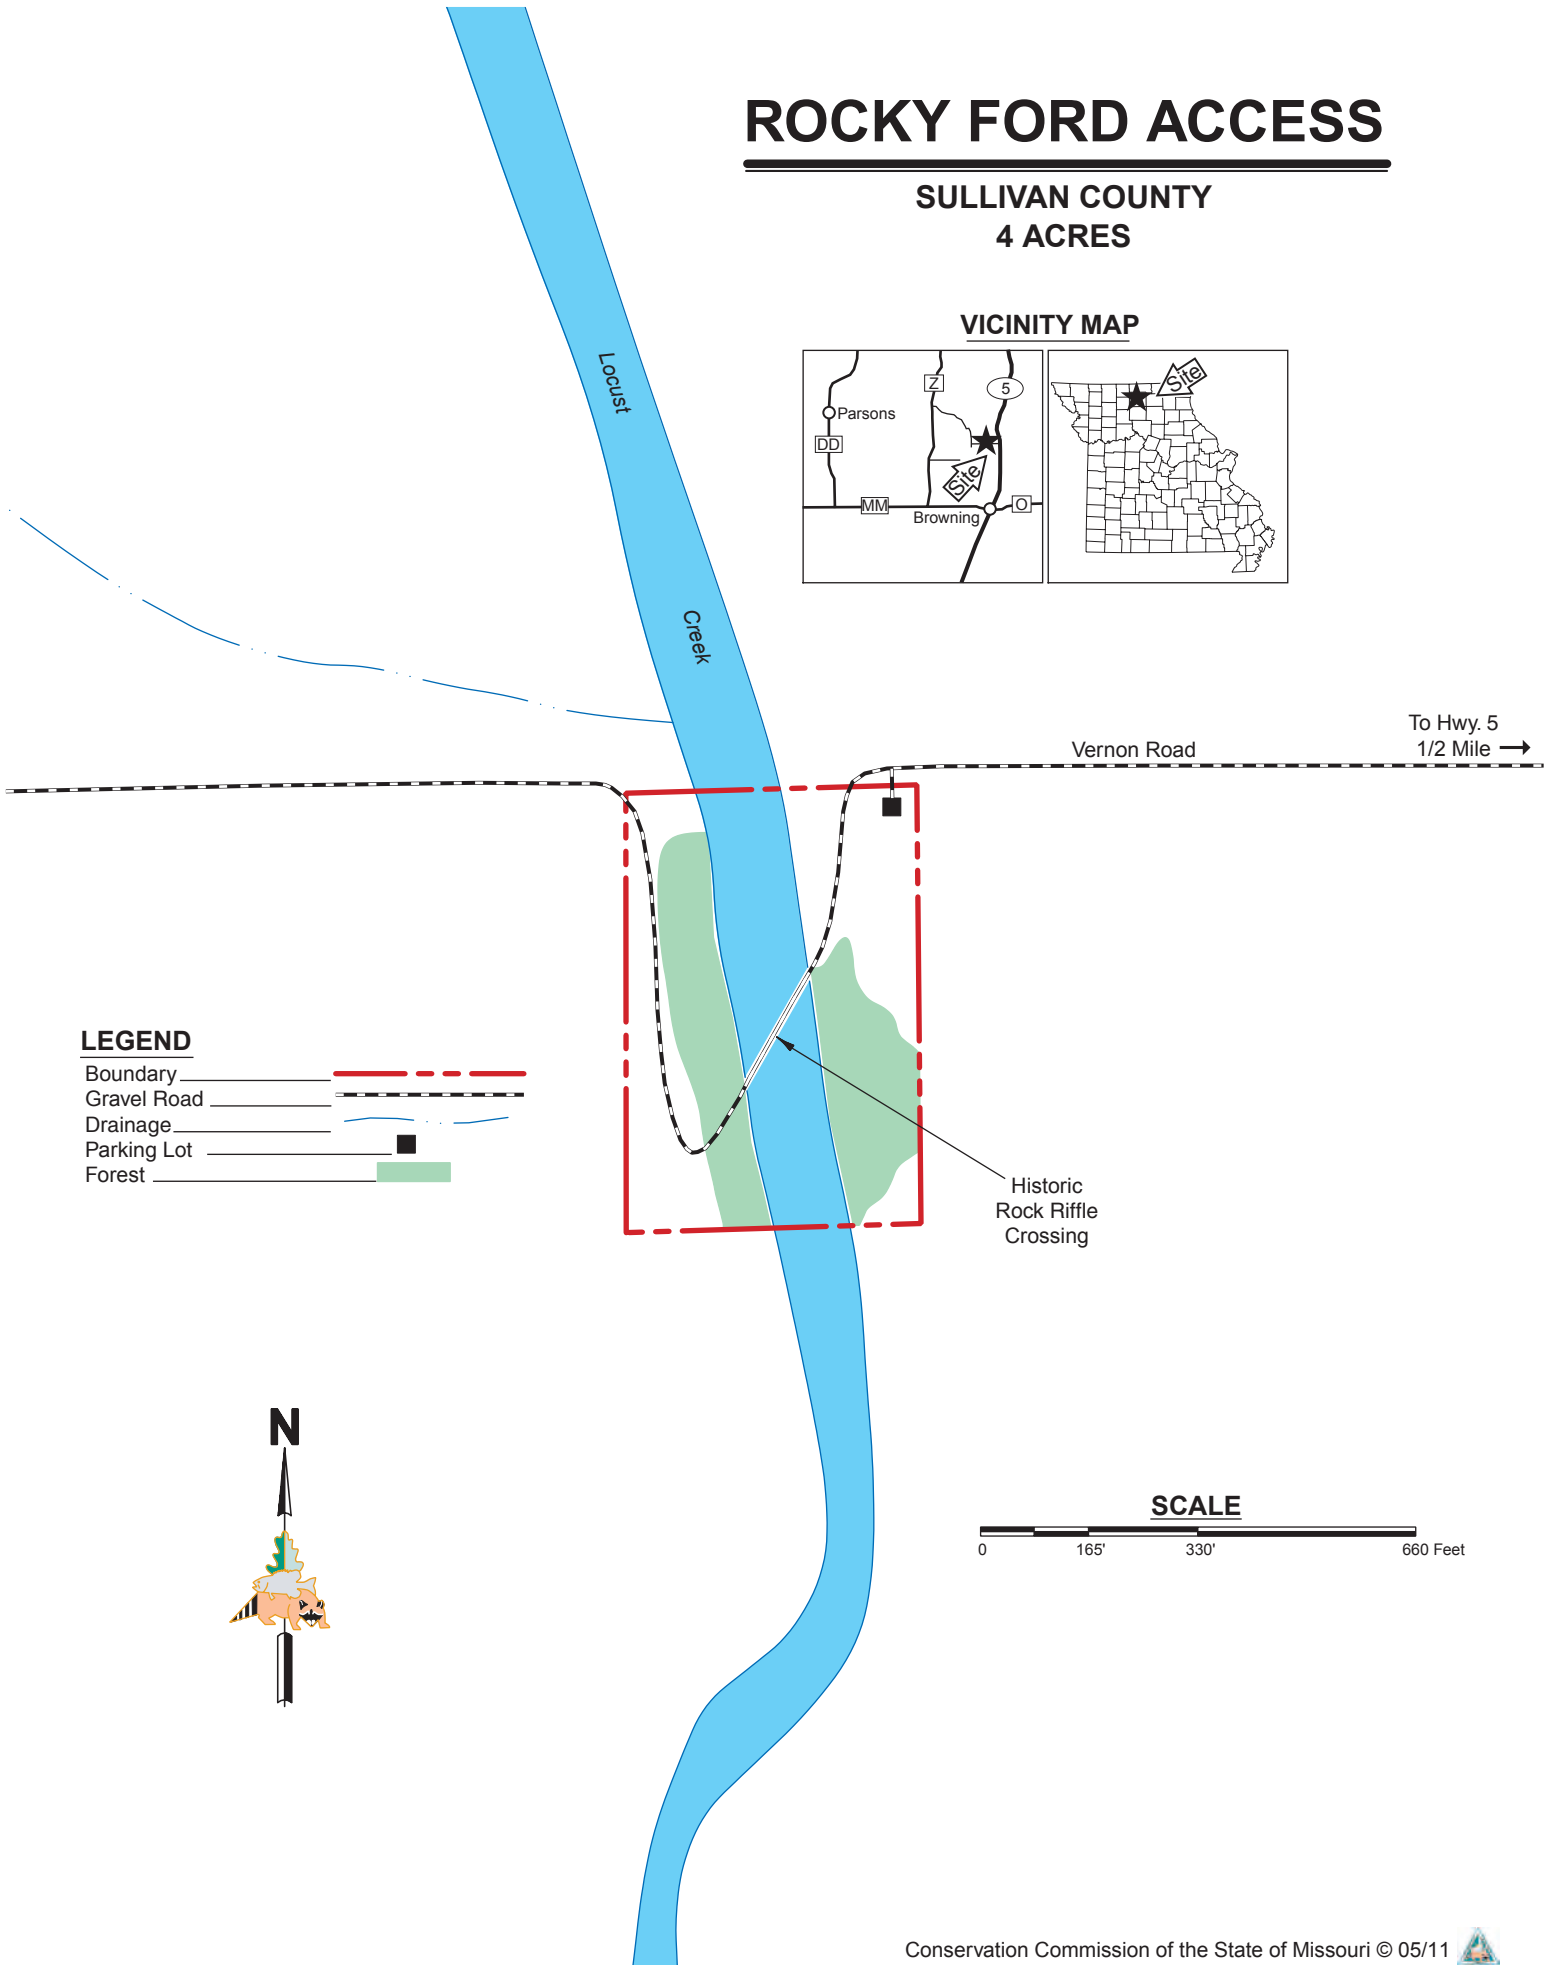 ROCKY FORD ACCESS
SULLIVAN COUNTY
4 ACRES
VICINITY MAP
Z
5
Parsons
DD
Site
MM
Browning
O
Site
Locust
Creek
To Hwy. 5
1/2 Mile
Vernon Road
LEGEND
Boundary
Gravel Road
Drainage
Parking Lot
Forest
Historic
Rock Riffle
Crossing
N
SCALE
0 165' 330' 660 Feet
Conservation Commission of the State of Missouri © 05/11